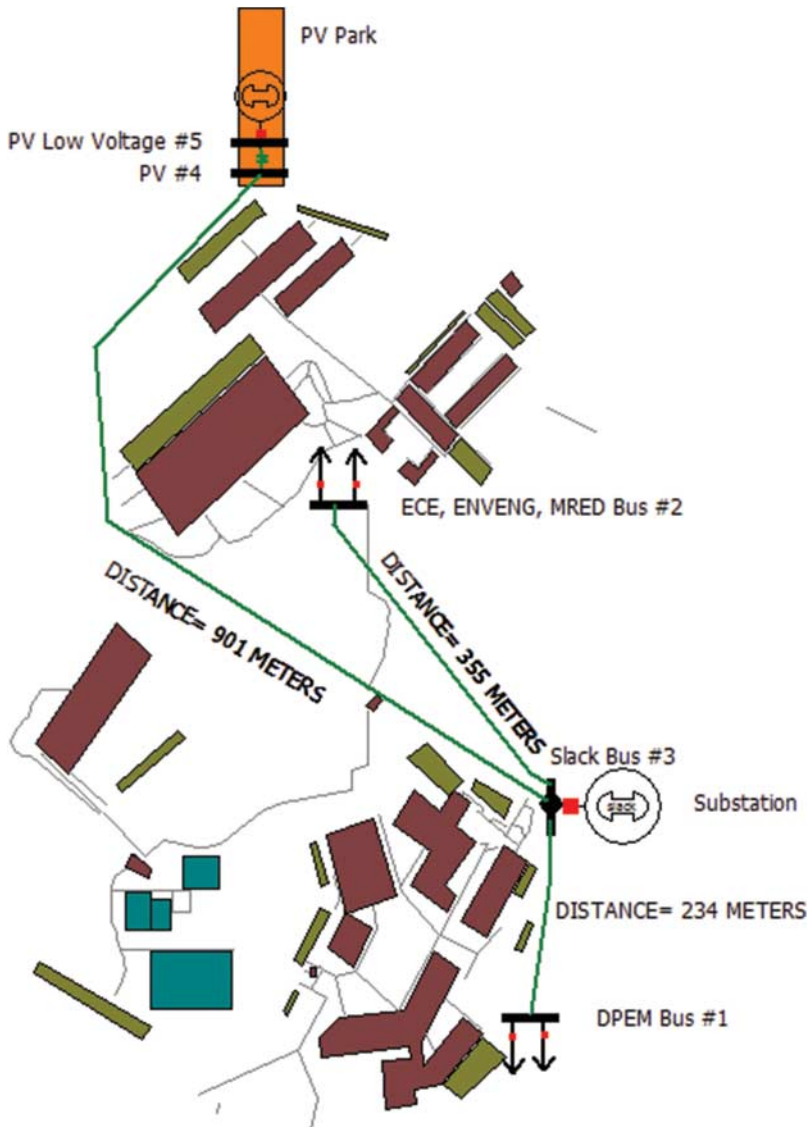 PV Park
PV Low Voltage #5
PV #4
ECE, ENVENG, MRED Bus #2
DISTANCE= 901 METERS
DISTANCE= 355 METERS
Slack Bus #3
slack
Substation
DISTANCE= 234 METERS
DPEM Bus #1